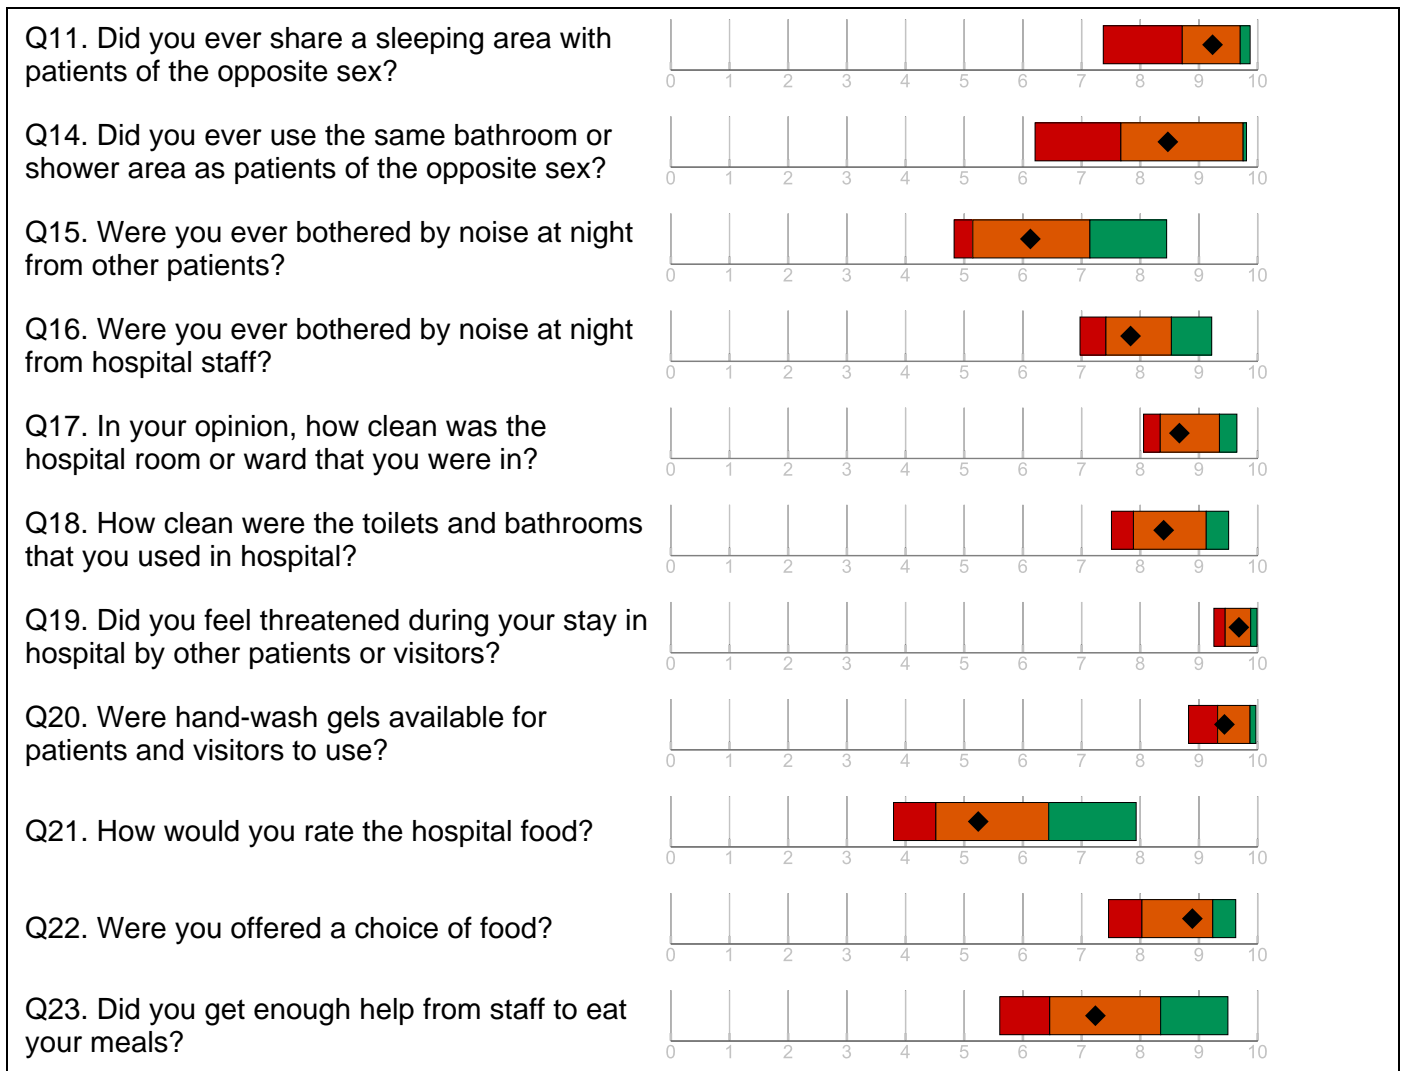 Q11. Did you ever share a sleeping area with
patients of the opposite sex?
0 1 2 3 4 5 6 7 8 9 10
Q14. Did you ever use the same bathroom or
shower area as patients of the opposite sex?
0 1 2 3 4 5 6 7 8 9 10
Q15. Were you ever bothered by noise at night
from other patients?
0 1 2 3 4 5 6 7 8 9 10
Q16. Were you ever bothered by noise at night
from hospital staff?
0 1 2 3 4 5 6 7 8 9 10
Q17. In your opinion, how clean was the
hospital room or ward that you were in?
0 1 2 3 4 5 6 7 8 9 10
Q18. How clean were the toilets and bathrooms
that you used in hospital?
0 1 2 3 4 5 6 7 8 9 10
Q19. Did you feel threatened during your stay in
hospital by other patients or visitors?
0 1 2 3 4 5 6 7 8 9 10
Q20. Were hand-wash gels available for
patients and visitors to use?
0 1 2 3 4 5 6 7 8 9 10
Q21. How would you rate the hospital food?
0 1 2 3 4 5 6 7 8 9 10
Q22. Were you offered a choice of food?
0 1 2 3 4 5 6 7 8 9 10
Q23. Did you get enough help from staff to eat
your meals?
0 1 2 3 4 5 6 7 8 9 10